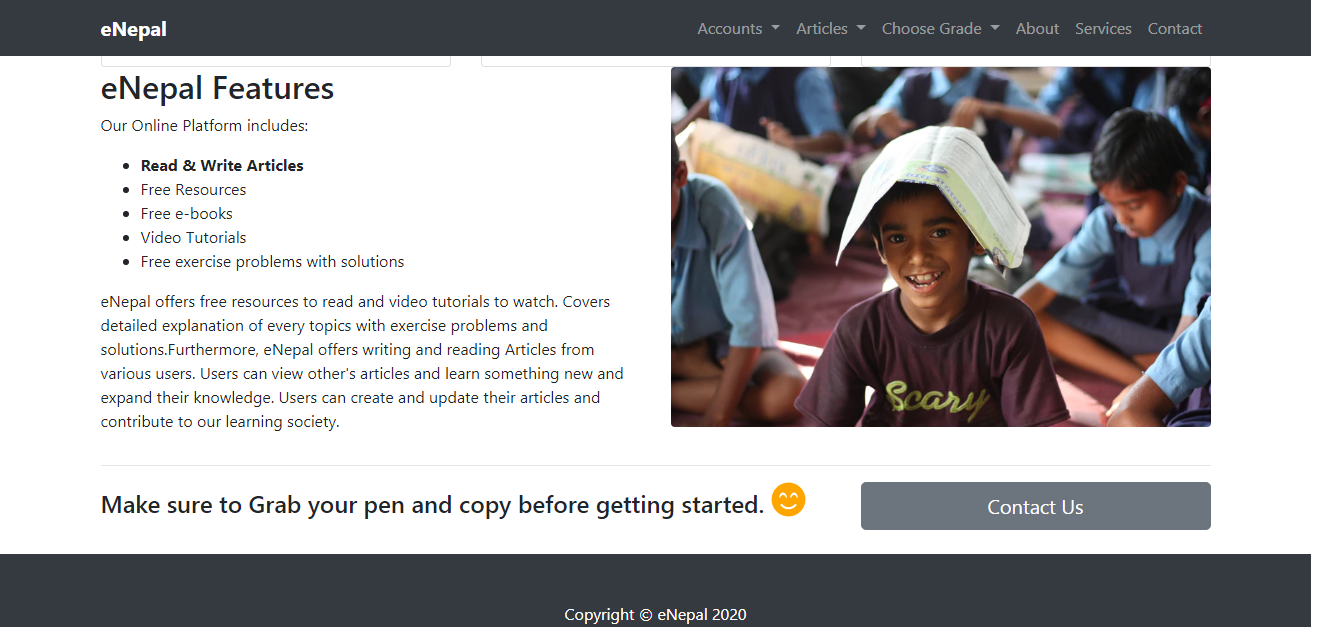 eNepal
Accounts Articles Choose Grade About Services Contact
eNepal Features
Our Online Platform includes:
Read & Write Articles
Free Resources
Free e-books
Video Tutorials
Free exercise problems with solutions
eNepal offers free resources to read and video tutorials to watch. Covers
detailed explanation of every topics with exercise problems and
solutions.Furthermore, eNepal offers writing and reading Articles from
various users. Users can view other's articles and learn something new and
expand their knowledge. Users can create and update their articles and
contribute to our learning society.
Scary
Make sure to Grab your pen and copy before getting started.
Contact Us
Copyright © eNepal 2020